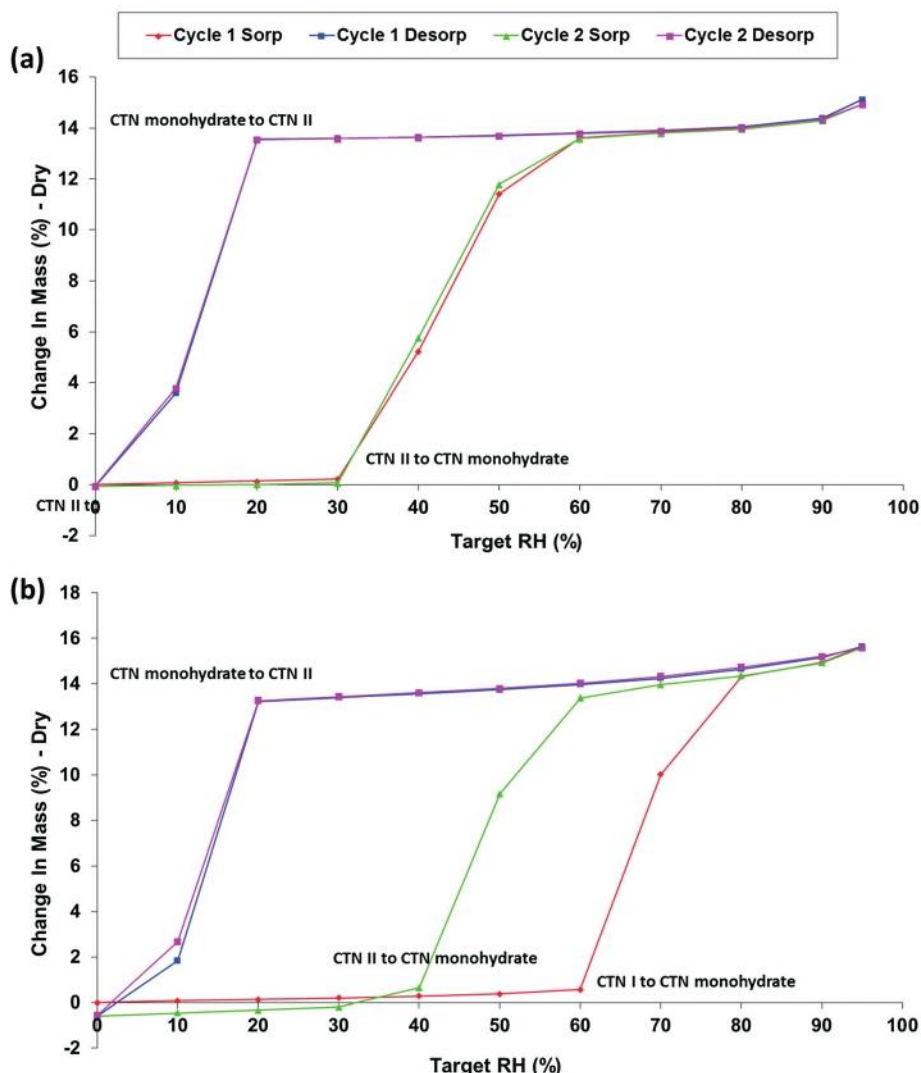 Cycle 1 Sorp Cycle 1 Desorp Cycle 2 Sorp Cycle 2 Desorp
(a)
16
CTN monohydrate to CTN II
14
12
10
8
6
4
2
0
-2
Change In Mass (%) - Dry
CTN II to CTN monohydrate
CTN II to
0 10 20 30 40 50 60 70 80 90 100
Target RH (%)
(b)
18
16
CTN monohydrate to CTN II
14
12
10
8
6
4
2
0
-2
Change In Mass (%) - Dry
CTN II to CTN monohydrate
CTN I to CTN monohydrate
0 10 20 30 40 50 60 70 80 90 100
Target RH (%)